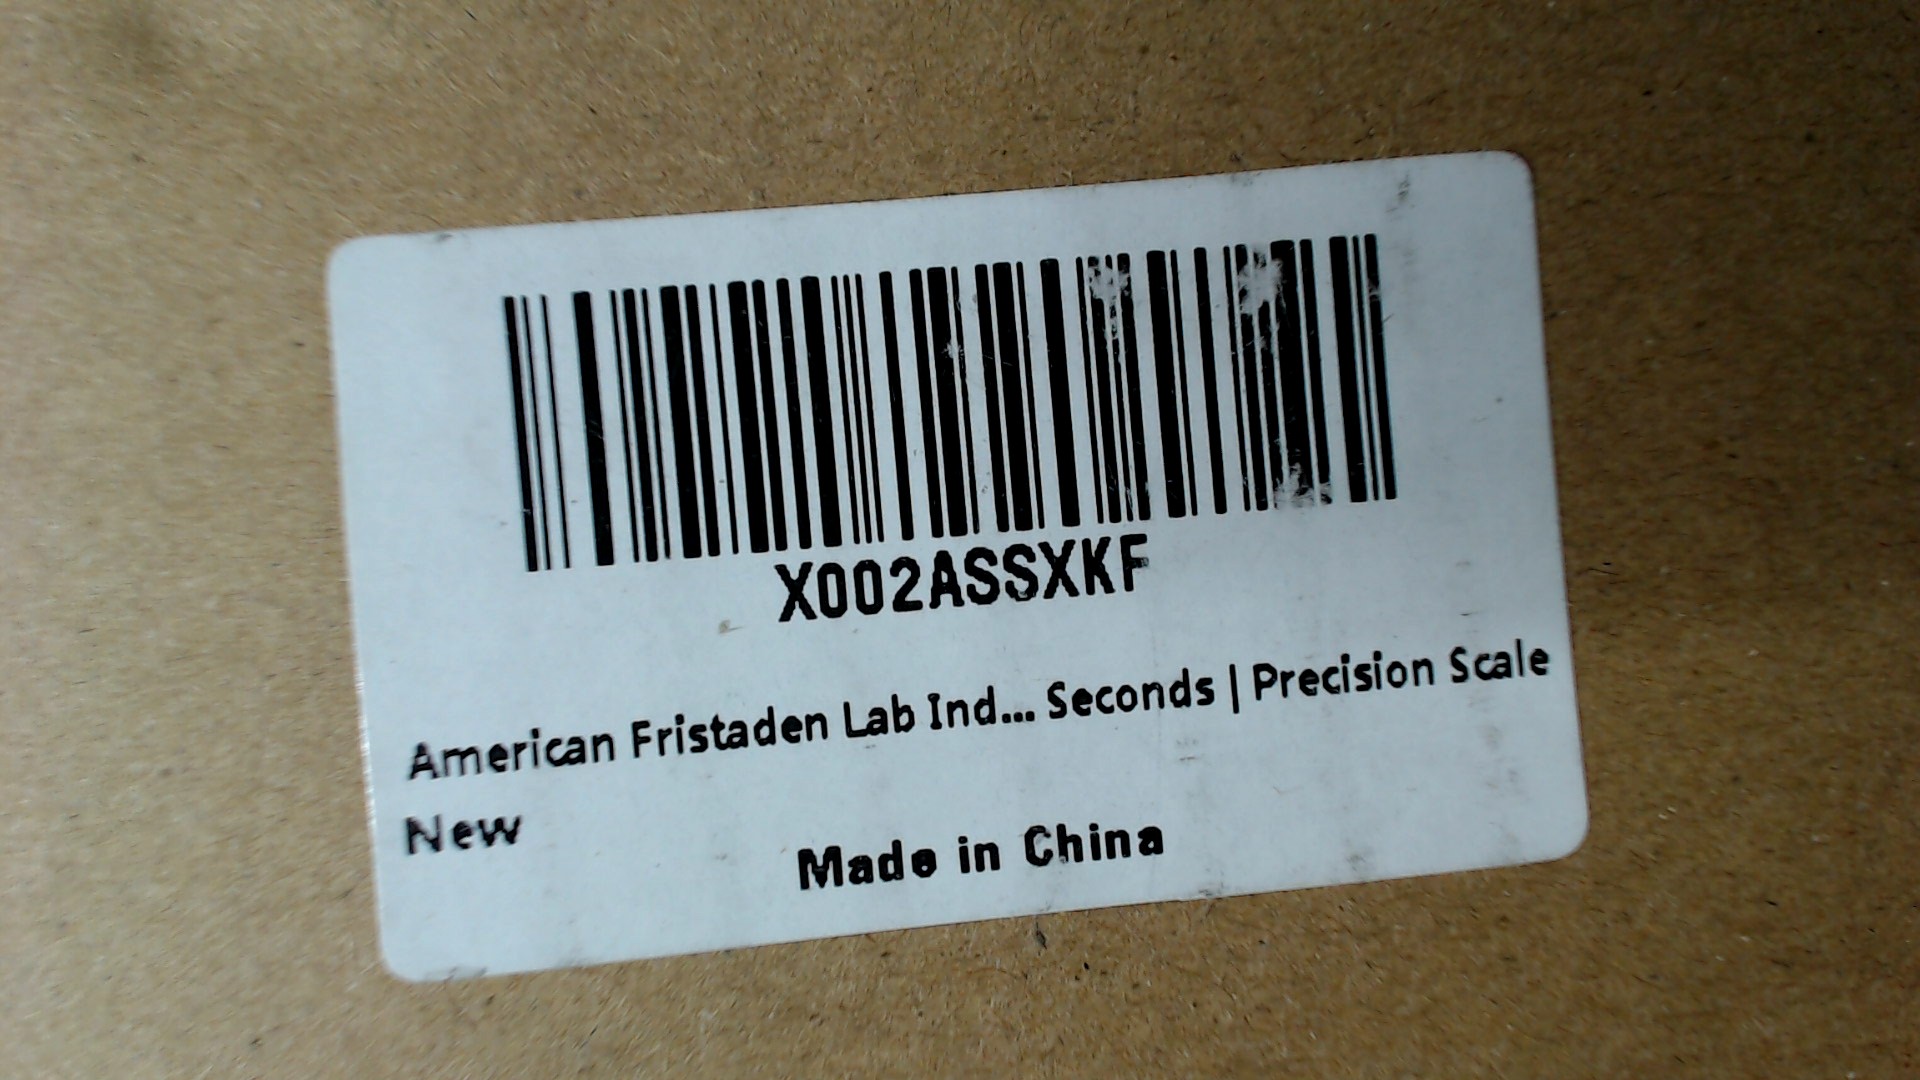 X002ASSXKF
American Fristaden Lab Ind... Seconds | Precision Scale
New
Made in China